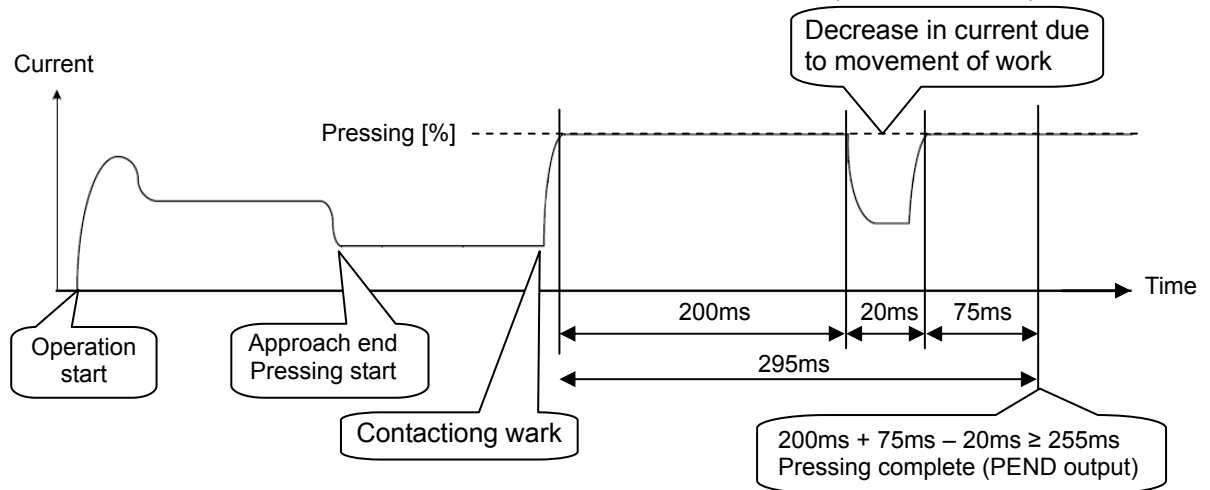 Decrease in current due
to movement of work
Current
Pressing [%]
Time
200ms
20ms
75ms
295ms
Operation
start
Approach end
Pressing start
Contactiong wark
200ms + 75ms – 20ms ≥ 255ms
Pressing complete (PEND output)